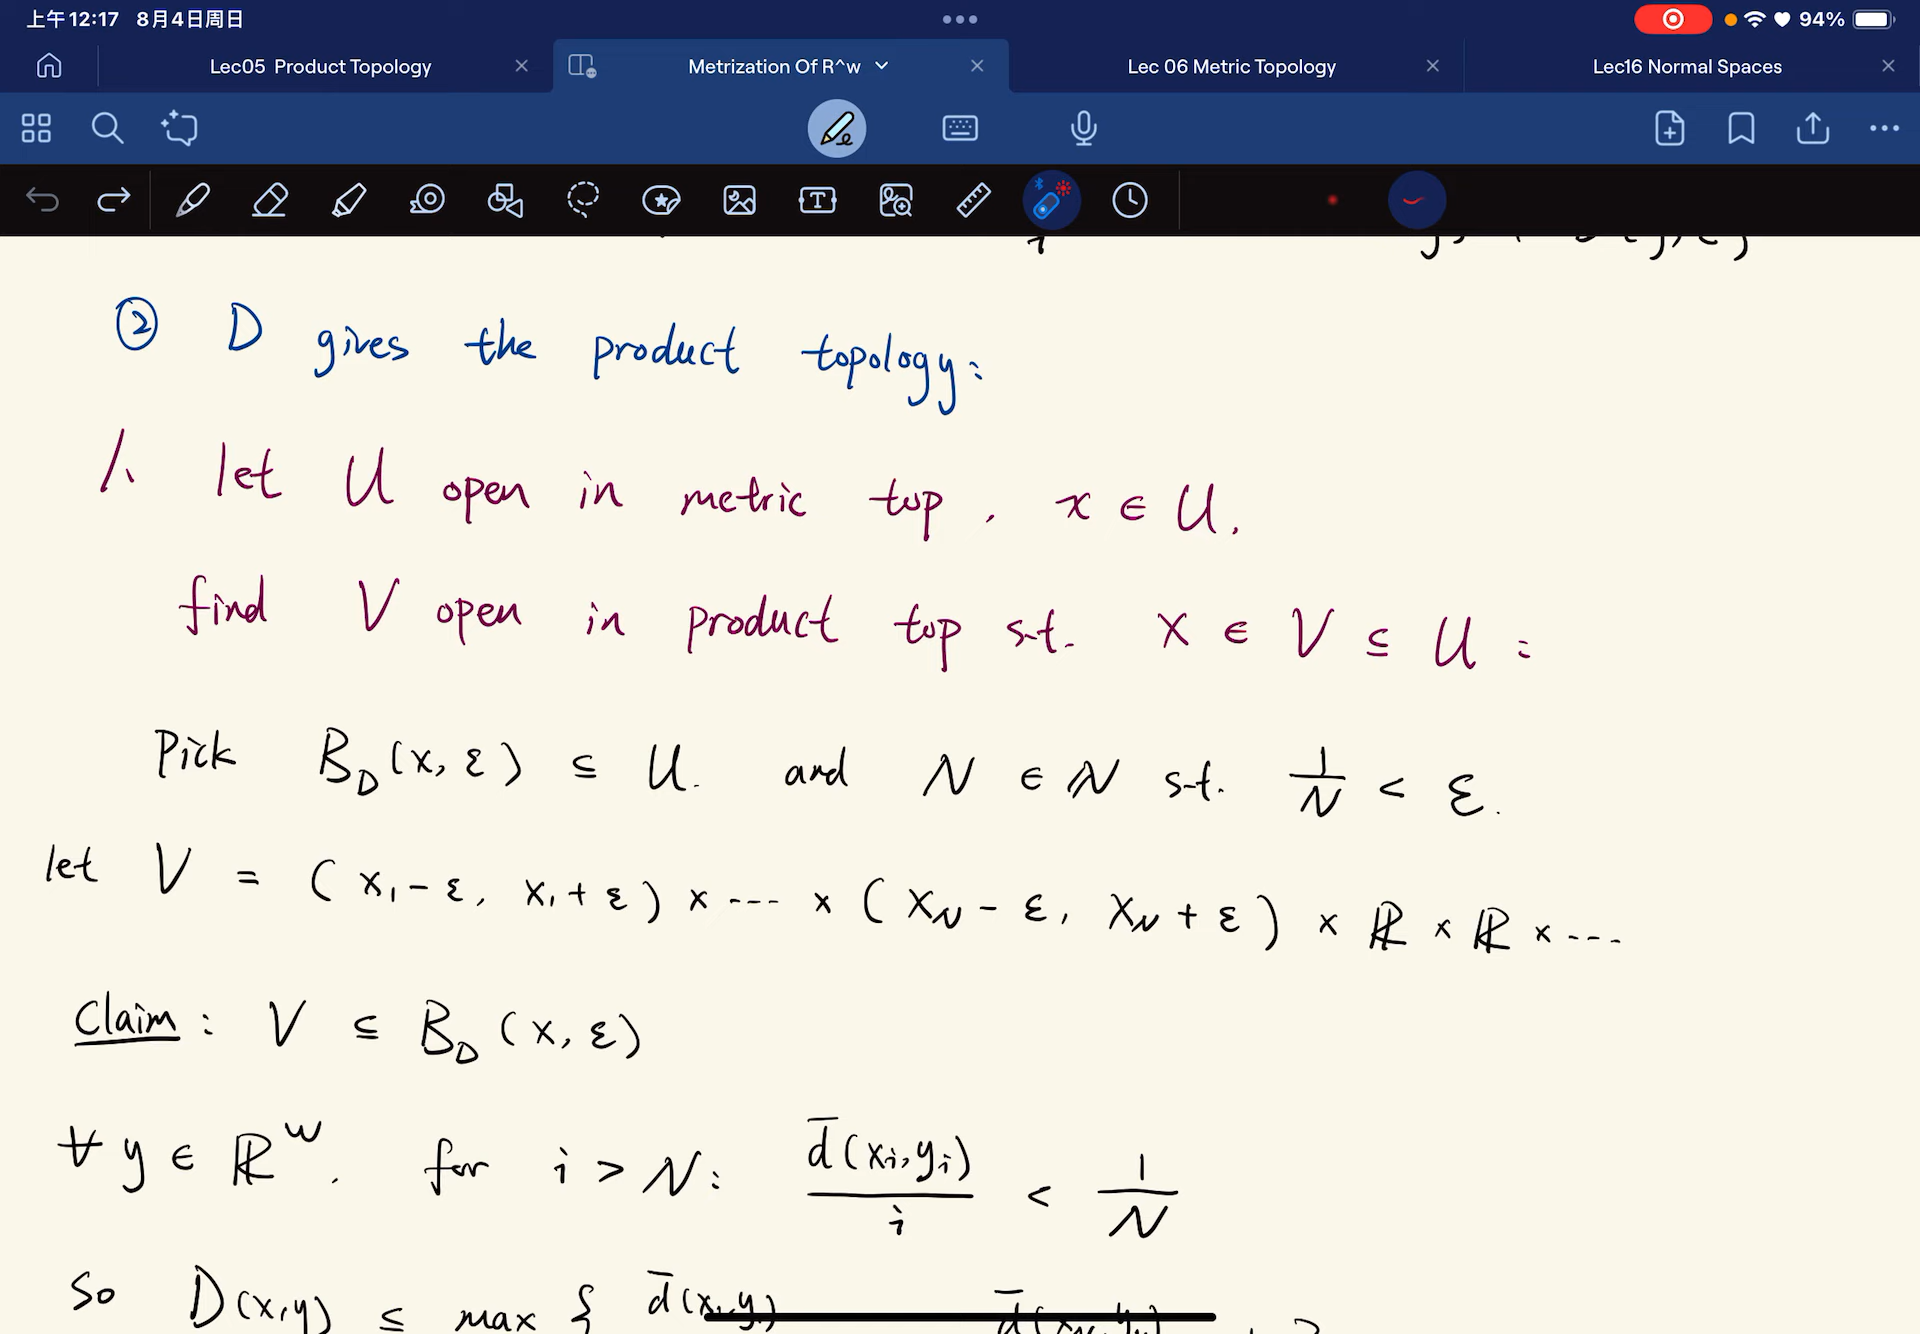 上午12:17 8月4日周日 94%
Lec05 Product Topology Metrization Of R^w Lec 06 Metric Topology Lec16 Normal Spaces
② D gives the product topology:
1. let U open in metric top, x ∈ U.
find V open in product top s.t. x ∈ V ⊆ U :
Pick B_D(x, ε) ⊆ U. and N ∈ ℕ s.t. 1/N < ε.
let V = (x₁-ε, x₁+ε) × --- × (x_N - ε, x_N + ε) × ℝ × ℝ × ---
Claim: V ⊆ B_D(x, ε)
∀ y ∈ ℝ^w. for i > N: d̄(xᵢ,yᵢ)/i < 1/N
So D(x,y) ≤ max {